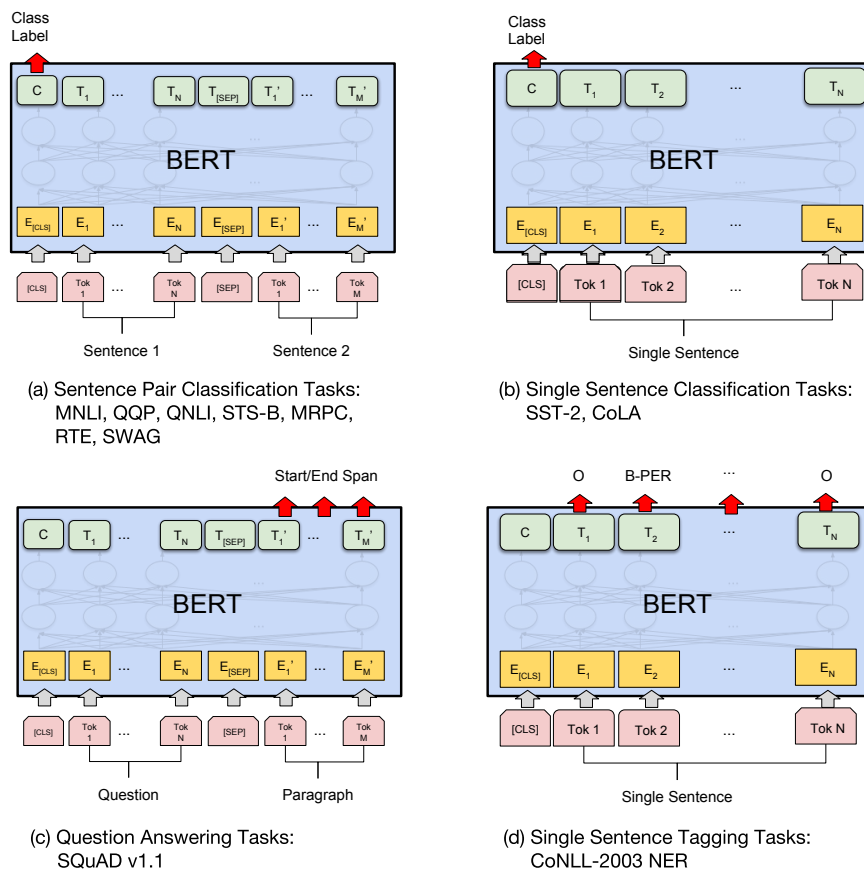 Class
Label
C T1 ... TN T[SEP] T1' ... TM'
...
BERT
...
E[CLS] E1 ... EN E[SEP] E1' ... EM'
[CLS] Tok 1 ... Tok N [SEP] Tok 1 ... Tok M
Sentence 1 Sentence 2
(a) Sentence Pair Classification Tasks:
MNLI, QQP, QNLI, STS-B, MRPC,
RTE, SWAG
Class
Label
C T1 T2 ... TN
...
BERT
...
E[CLS] E1 E2 ... EN
[CLS] Tok 1 Tok 2 ... Tok N
Single Sentence
(b) Single Sentence Classification Tasks:
SST-2, CoLA
Start/End Span
C T1 ... TN T[SEP] T1' ... TM'
...
BERT
...
E[CLS] E1 ... EN E[SEP] E1' ... EM'
[CLS] Tok 1 ... Tok N [SEP] Tok 1 ... Tok M
Question Paragraph
(c) Question Answering Tasks:
SQuAD v1.1
O B-PER ... O
C T1 T2 ... TN
...
BERT
...
E[CLS] E1 E2 ... EN
[CLS] Tok 1 Tok 2 ... Tok N
Single Sentence
(d) Single Sentence Tagging Tasks:
CoNLL-2003 NER